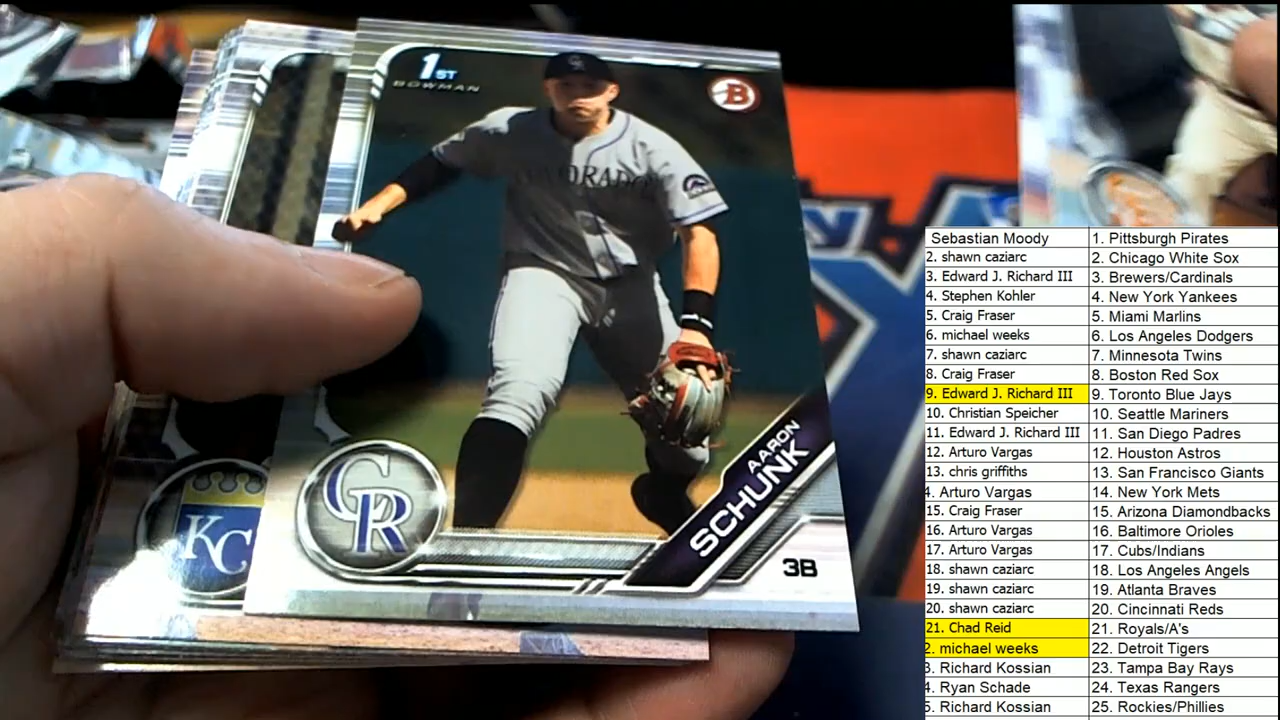 1ST
BOWMAN
B
COLORADO
CR
KC
AARON
SCHUNK
3B
Sebastian Moody 1. Pittsburgh Pirates
2. shawn caziarc 2. Chicago White Sox
3. Edward J. Richard III 3. Brewers/Cardinals
4. Stephen Kohler 4. New York Yankees
5. Craig Fraser 5. Miami Marlins
6. michael weeks 6. Los Angeles Dodgers
7. shawn caziarc 7. Minnesota Twins
8. Craig Fraser 8. Boston Red Sox
9. Edward J. Richard III 9. Toronto Blue Jays
10. Christian Speicher 10. Seattle Mariners
11. Edward J. Richard III 11. San Diego Padres
12. Arturo Vargas 12. Houston Astros
13. chris griffiths 13. San Francisco Giants
4. Arturo Vargas 14. New York Mets
15. Craig Fraser 15. Arizona Diamondbacks
16. Arturo Vargas 16. Baltimore Orioles
17. Arturo Vargas 17. Cubs/Indians
18. shawn caziarc 18. Los Angeles Angels
19. shawn caziarc 19. Atlanta Braves
20. shawn caziarc 20. Cincinnati Reds
21. Chad Reid 21. Royals/A's
2. michael weeks 22. Detroit Tigers
3. Richard Kossian 23. Tampa Bay Rays
4. Ryan Schade 24. Texas Rangers
5. Richard Kossian 25. Rockies/Phillies